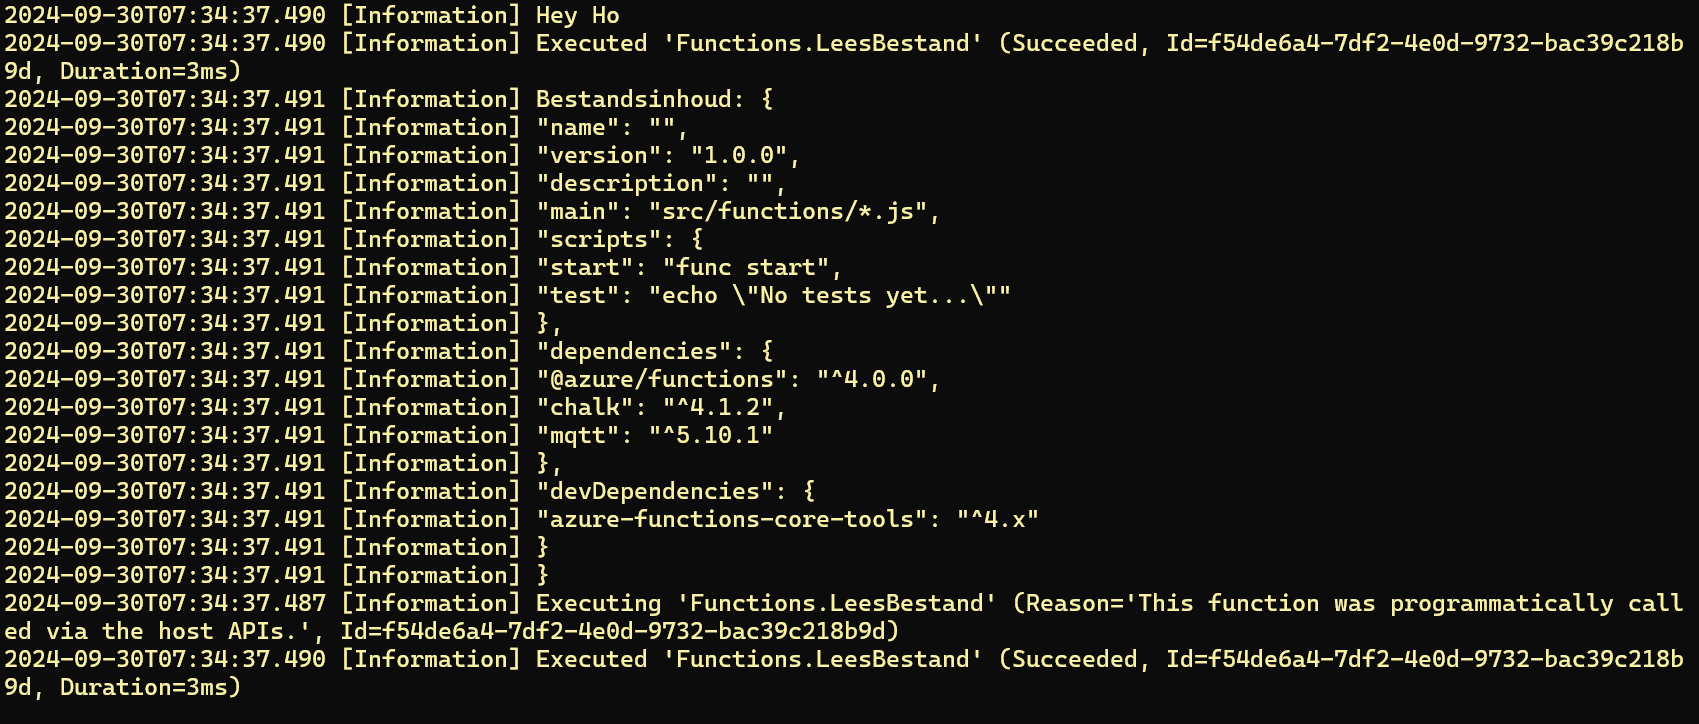 2024-09-30T07:34:37.490 [Information] Hey Ho
2024-09-30T07:34:37.490 [Information] Executed 'Functions.LeesBestand' (Succeeded, Id=f54de6a4-7df2-4e0d-9732-bac39c218b
9d, Duration=3ms)
2024-09-30T07:34:37.491 [Information] Bestandsinhoud: {
2024-09-30T07:34:37.491 [Information] "name": "",
2024-09-30T07:34:37.491 [Information] "version": "1.0.0",
2024-09-30T07:34:37.491 [Information] "description": "",
2024-09-30T07:34:37.491 [Information] "main": "src/functions/*.js",
2024-09-30T07:34:37.491 [Information] "scripts": {
2024-09-30T07:34:37.491 [Information] "start": "func start",
2024-09-30T07:34:37.491 [Information] "test": "echo \"No tests yet...\""
2024-09-30T07:34:37.491 [Information] },
2024-09-30T07:34:37.491 [Information] "dependencies": {
2024-09-30T07:34:37.491 [Information] "@azure/functions": "^4.0.0",
2024-09-30T07:34:37.491 [Information] "chalk": "^4.1.2",
2024-09-30T07:34:37.491 [Information] "mqtt": "^5.10.1"
2024-09-30T07:34:37.491 [Information] },
2024-09-30T07:34:37.491 [Information] "devDependencies": {
2024-09-30T07:34:37.491 [Information] "azure-functions-core-tools": "^4.x"
2024-09-30T07:34:37.491 [Information] }
2024-09-30T07:34:37.491 [Information] }
2024-09-30T07:34:37.487 [Information] Executing 'Functions.LeesBestand' (Reason='This function was programmatically call
ed via the host APIs.', Id=f54de6a4-7df2-4e0d-9732-bac39c218b9d)
2024-09-30T07:34:37.490 [Information] Executed 'Functions.LeesBestand' (Succeeded, Id=f54de6a4-7df2-4e0d-9732-bac39c218b
9d, Duration=3ms)